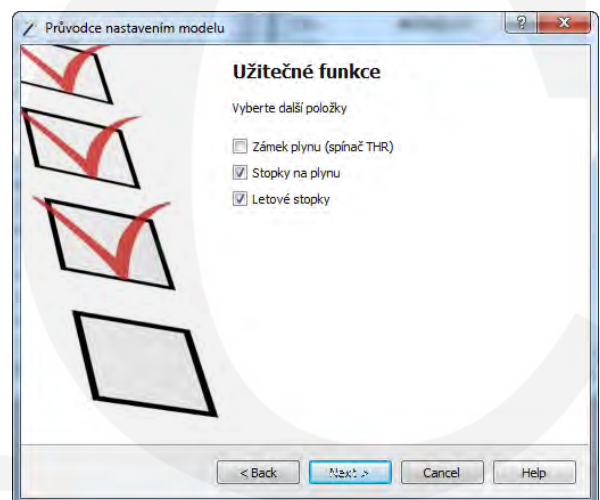 Průvodce nastavením modelu
Užitečné funkce
Vyberte další položky
Zámek plynu (spínač THR)
Stopky na plynu
Letové stopky
< Back
Next >
Cancel
Help